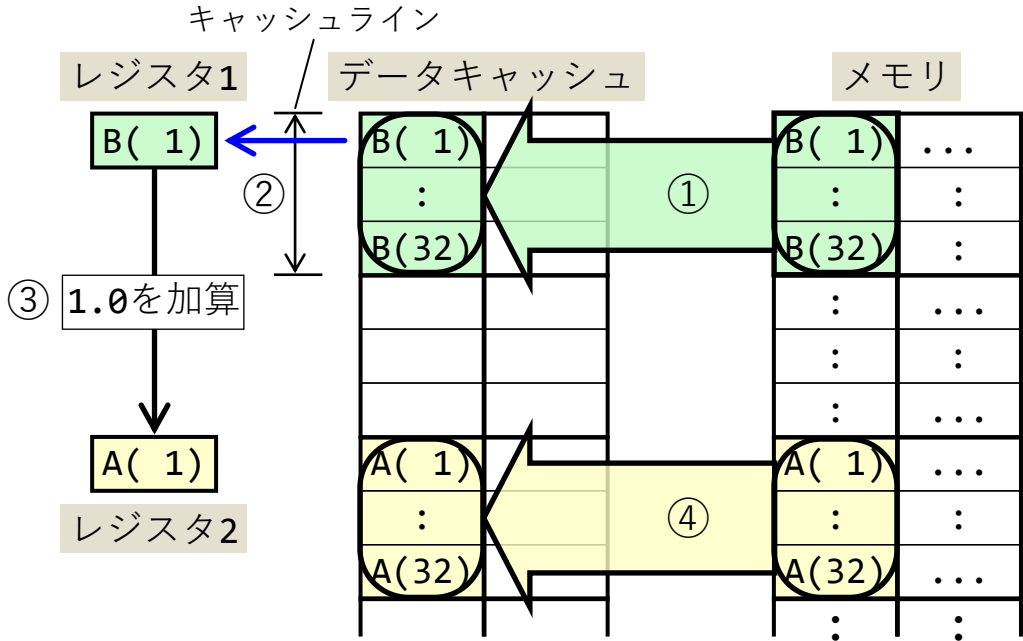 キャッシュライン
レジスタ1 データキャッシュ メモリ
B( 1) B( 1) B( 1) ...
② : ① : :
B(32) B(32) :
③ 1.0を加算 : ...
: :
: ...
A( 1) A( 1) A( 1) ...
レジスタ2 : ④ : :
A(32) A(32) ...
: :